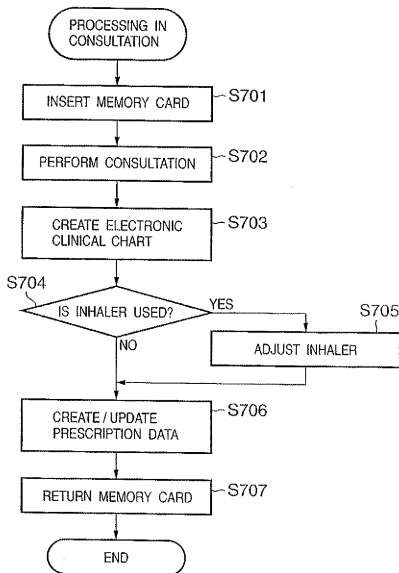 PROCESSING IN
CONSULTATION
INSERT MEMORY CARD
S701
PERFORM CONSULTATION
S702
CREATE ELECTRONIC
CLINICAL CHART
S703
S704
IS INHALER USED?
YES
NO
S705
ADJUST INHALER
CREATE / UPDATE
PRESCRIPTION DATA
S706
RETURN MEMORY CARD
S707
END